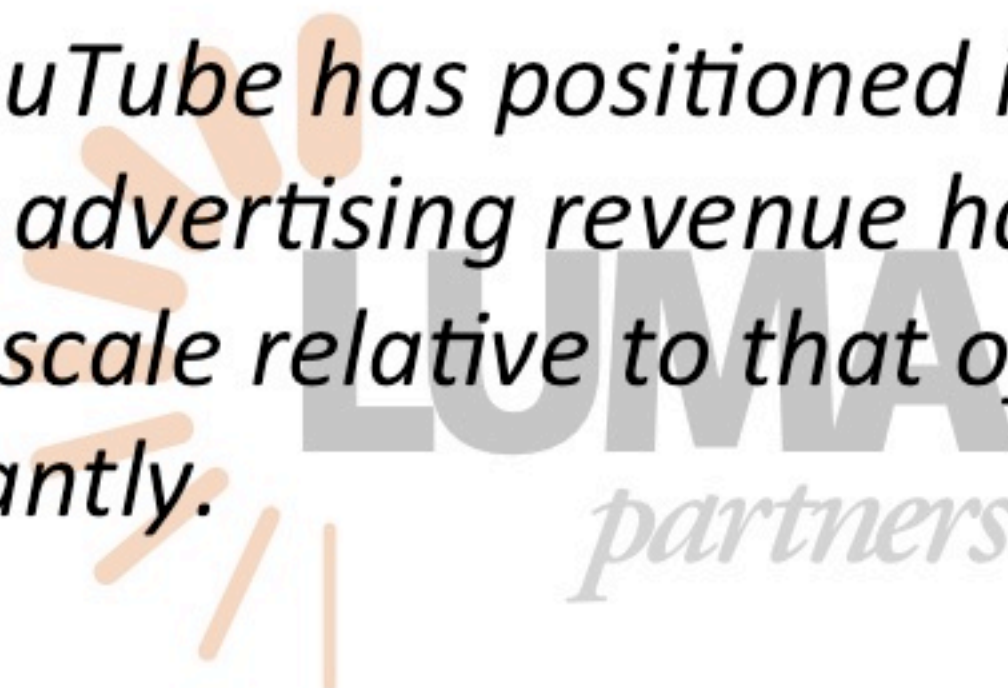 uTube has positioned
advertising revenue
scale relative to that
antly.
LUMA
partners